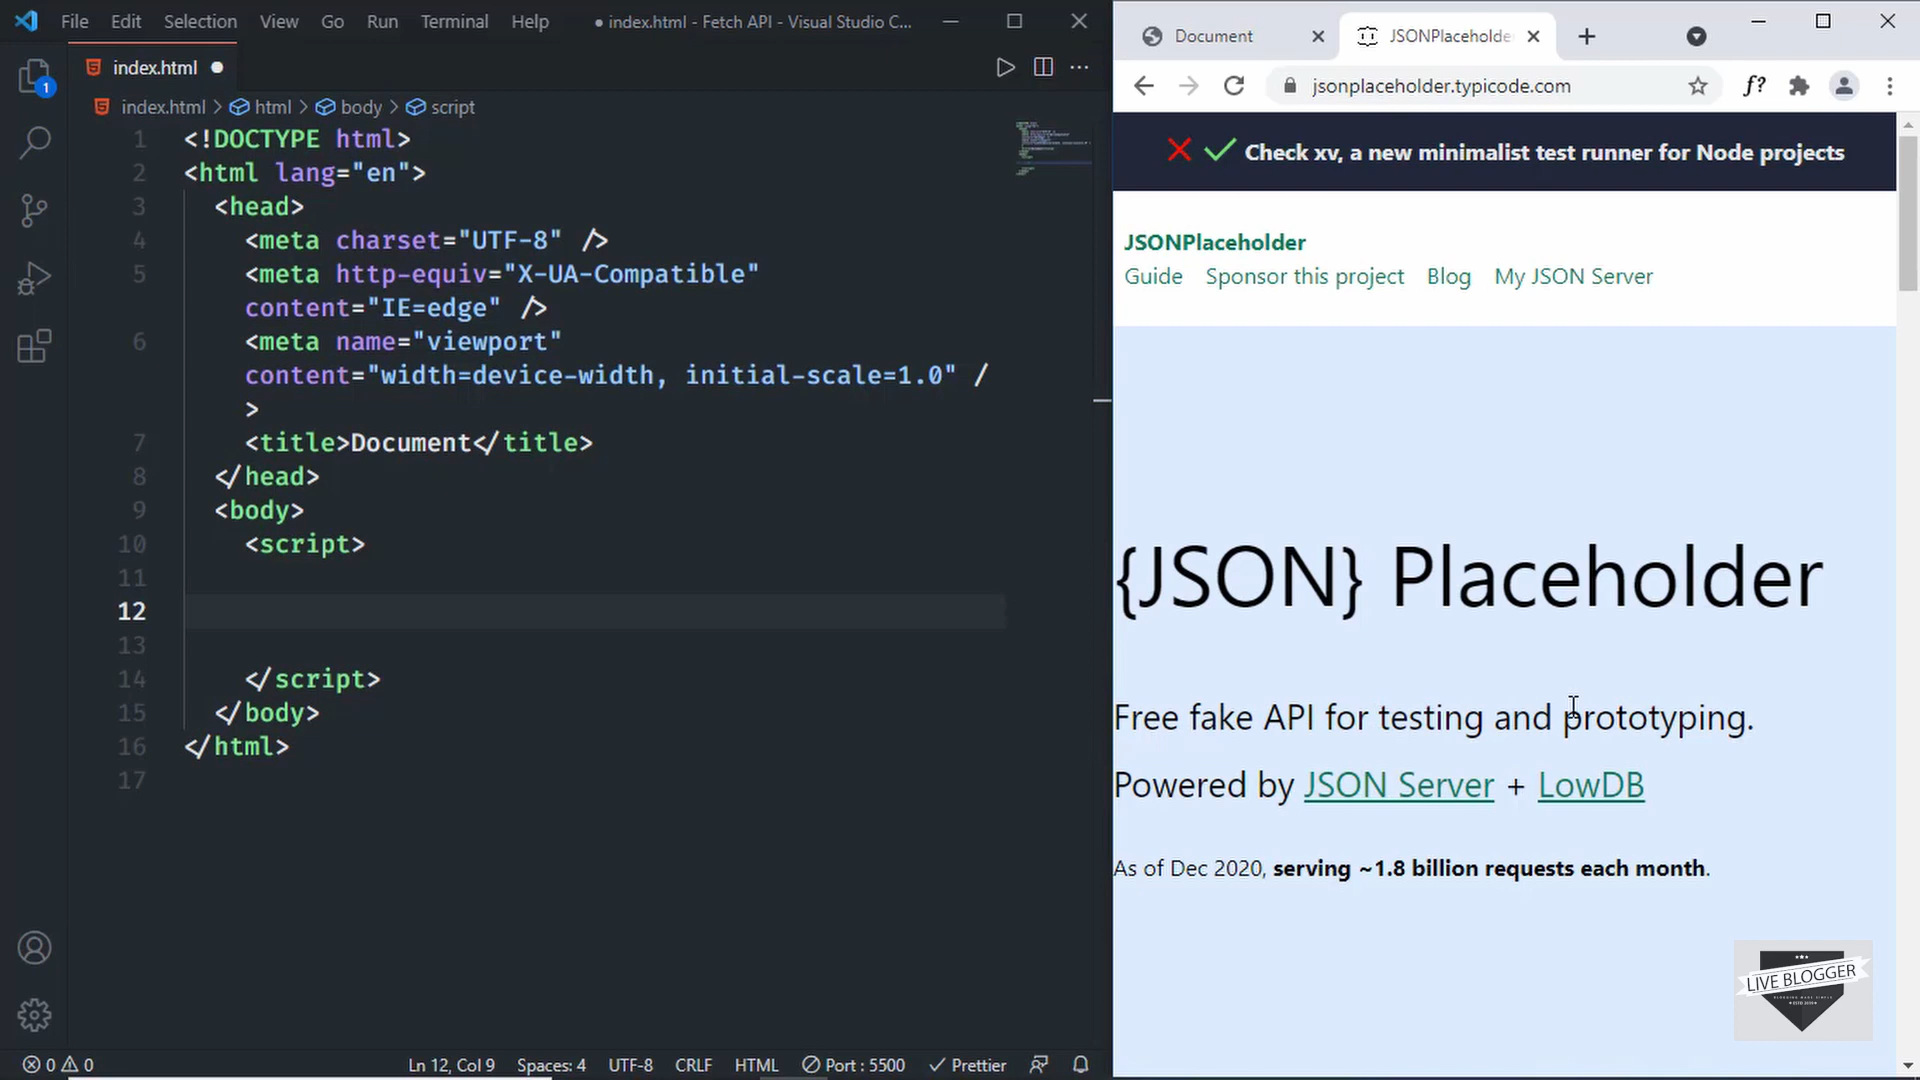 File Edit Selection View Go Run Terminal Help ● index.html - Fetch API - Visual Studio C...
index.html ●
index.html > html > body > script
1 <!DOCTYPE html>
2 <html lang="en">
3 <head>
4 <meta charset="UTF-8" />
5 <meta http-equiv="X-UA-Compatible"
content="IE=edge" />
6 <meta name="viewport"
content="width=device-width, initial-scale=1.0" /
>
7 <title>Document</title>
8 </head>
9 <body>
10 <script>
11
12
13
14 </script>
15 </body>
16 </html>
17
1
0 0
Ln 12, Col 9 Spaces: 4 UTF-8 CRLF HTML Port : 5500 Prettier
Document
JSONPlaceholde
jsonplaceholder.typicode.com
f?
Check xv, a new minimalist test runner for Node projects
JSONPlaceholder
Guide Sponsor this project Blog My JSON Server
{JSON} Placeholder
Free fake API for testing and prototyping.
Powered by JSON Server + LowDB
As of Dec 2020, serving ~1.8 billion requests each month.
LIVE BLOGGER